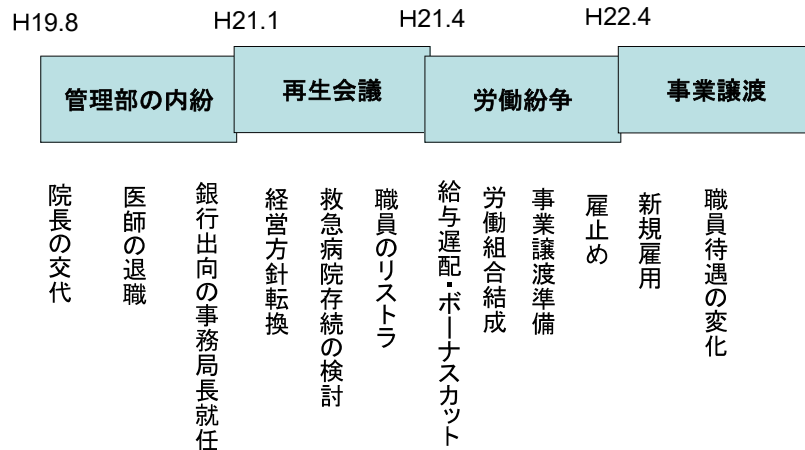 H19.8
H21.1
H21.4
H22.4
管理部の内紛
再生会議
労働紛争
事業譲渡
院長の交代
医師の退職
銀行出向の事務局長就任
経営方針転換
救急病院存続の検討
職員のリストラ
給与遅配・ボーナスカット
労働組合結成
事業譲渡準備
雇止め
新規雇用
職員待遇の変化